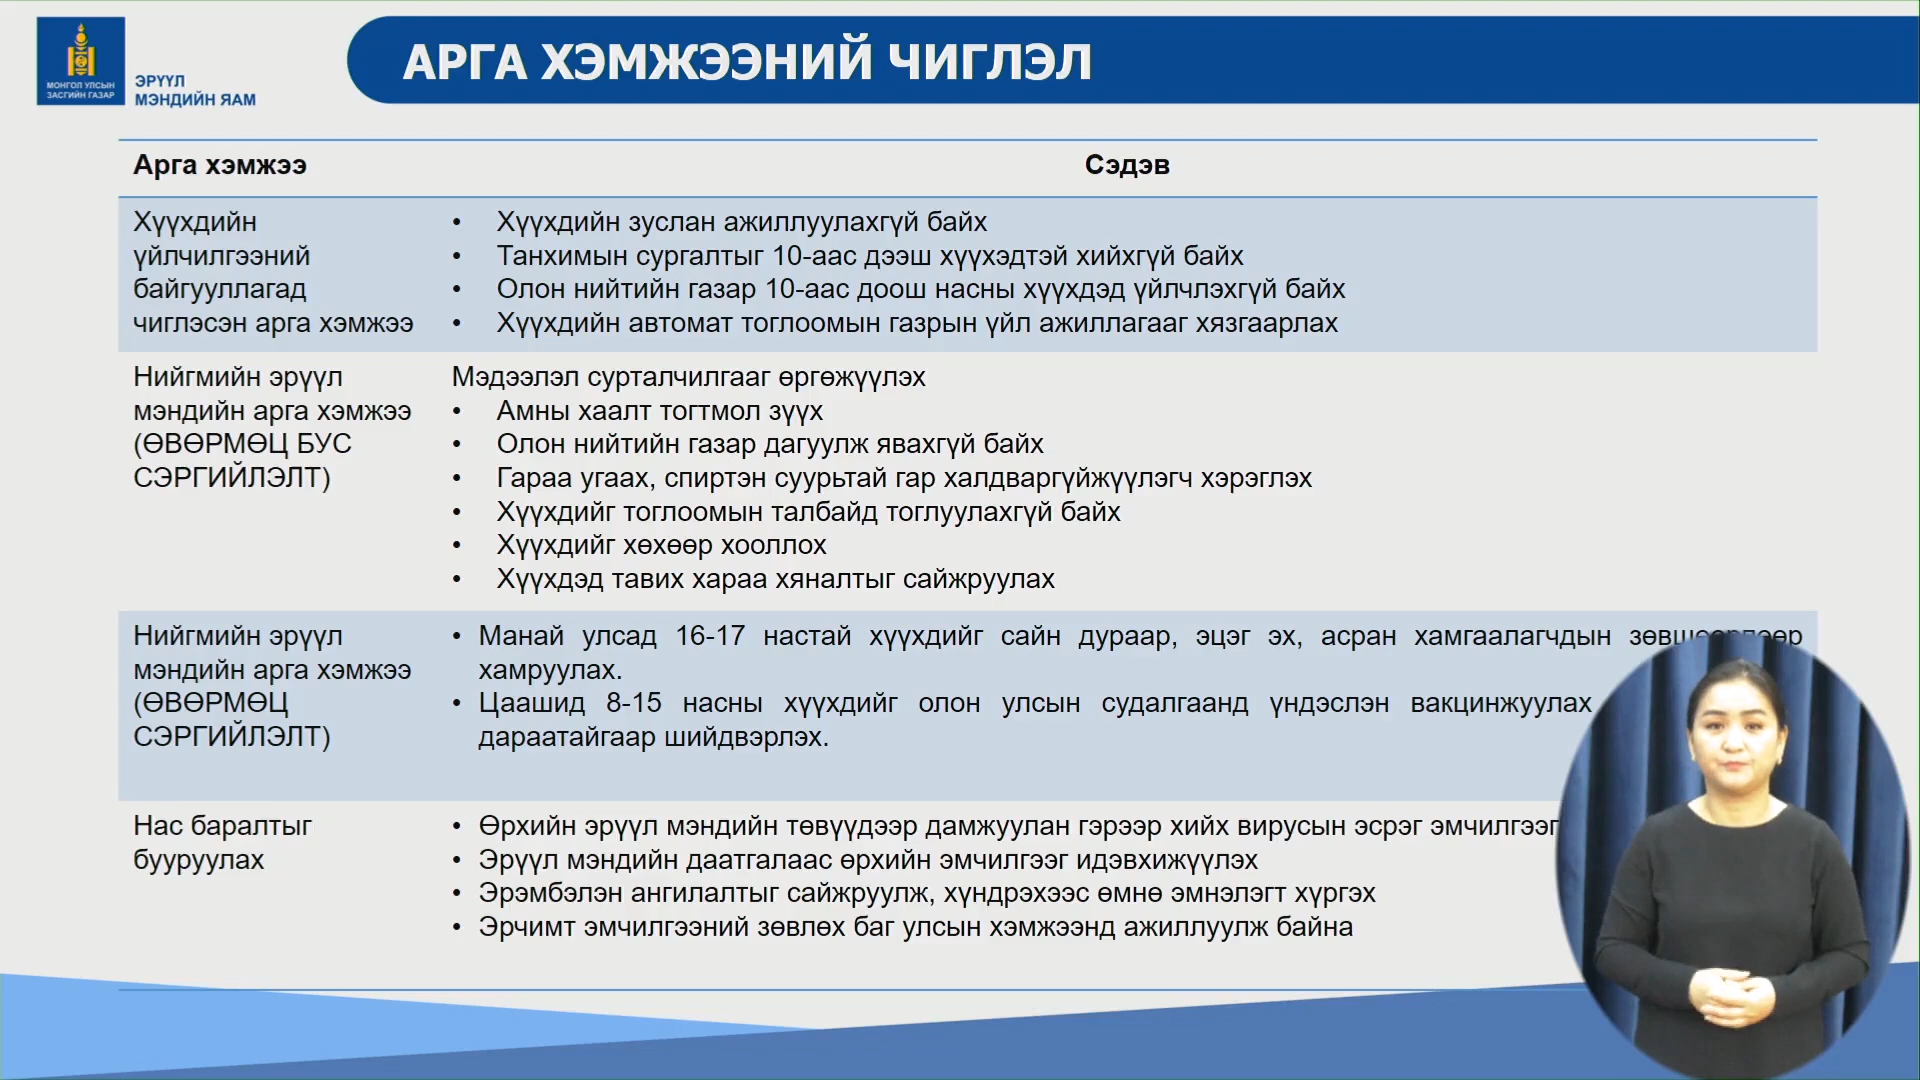 МОНГОЛ УЛСЫН
ЗАСГИЙН ГАЗАР
ЭРҮҮЛ
МЭНДИЙН ЯАМ
АРГА ХЭМЖЭЭНИЙ ЧИГЛЭЛ
Арга хэмжээ
Сэдэв
Хүүхдийн
үйлчилгээний
байгууллагад
чиглэсэн арга хэмжээ
• Хүүхдийн зуслан ажиллуулахгүй байх
• Танхимын сургалтыг 10-аас дээш хүүхэдтэй хийхгүй байх
• Олон нийтийн газар 10-аас доош насны хүүхдэд үйлчлэхгүй байх
• Хүүхдийн автомат тоглоомын газрын үйл ажиллагааг хязгаарлах
Нийгмийн эрүүл
мэндийн арга хэмжээ
(ӨВӨРМӨЦ БУС
СЭРГИЙЛЭЛТ)
Мэдээлэл сурталчилгааг өргөжүүлэх
• Амны хаалт тогтмол зүүх
• Олон нийтийн газар дагуулж явахгүй байх
• Гараа угаах, спиртэн суурьтай гар халдваргүйжүүлэгч хэрэглэх
• Хүүхдийг тоглоомын талбайд тоглуулахгүй байх
• Хүүхдийг хөхөөр хооллох
• Хүүхдэд тавих хараа хяналтыг сайжруулах
Нийгмийн эрүүл
мэндийн арга хэмжээ
(ӨВӨРМӨЦ
СЭРГИЙЛЭЛТ)
• Манай улсад 16-17 настай хүүхдийг сайн дураар, эцэг эх, асран хамгаалагчдын
хамруулах.
• Цаашид 8-15 насны хүүхдийг олон улсын судалгаанд үндэслэн вакцинжуулах
дараатайгаар шийдвэрлэх.
Нас баралтыг
бууруулах
• Өрхийн эрүүл мэндийн төвүүдээр дамжуулан гэрээр хийх вирусын эсрэг эмчилгээг
• Эрүүл мэндийн даатгалаас өрхийн эмчилгээг идэвхижүүлэх
• Эрэмбэлэн ангилалтыг сайжруулж, хүндрэхээс өмнө эмнэлэгт хүргэх
• Эрчимт эмчилгээний зөвлөх баг улсын хэмжээнд ажиллуулж байна